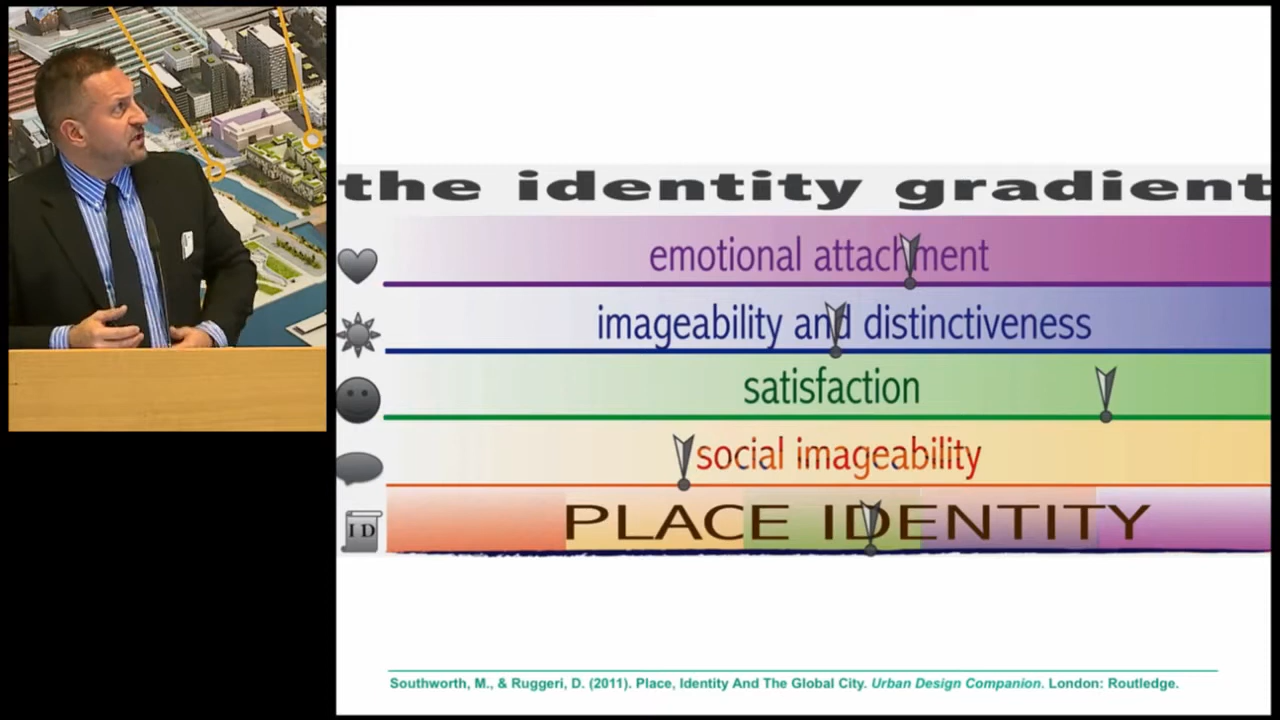 the identity gradient
emotional attachment
imageability and distinctiveness
satisfaction
social imageability
ID
PLACE IDENTITY
Southworth, M., & Ruggeri, D. (2011). Place, Identity And The Global City. Urban Design Companion. London: Routledge.